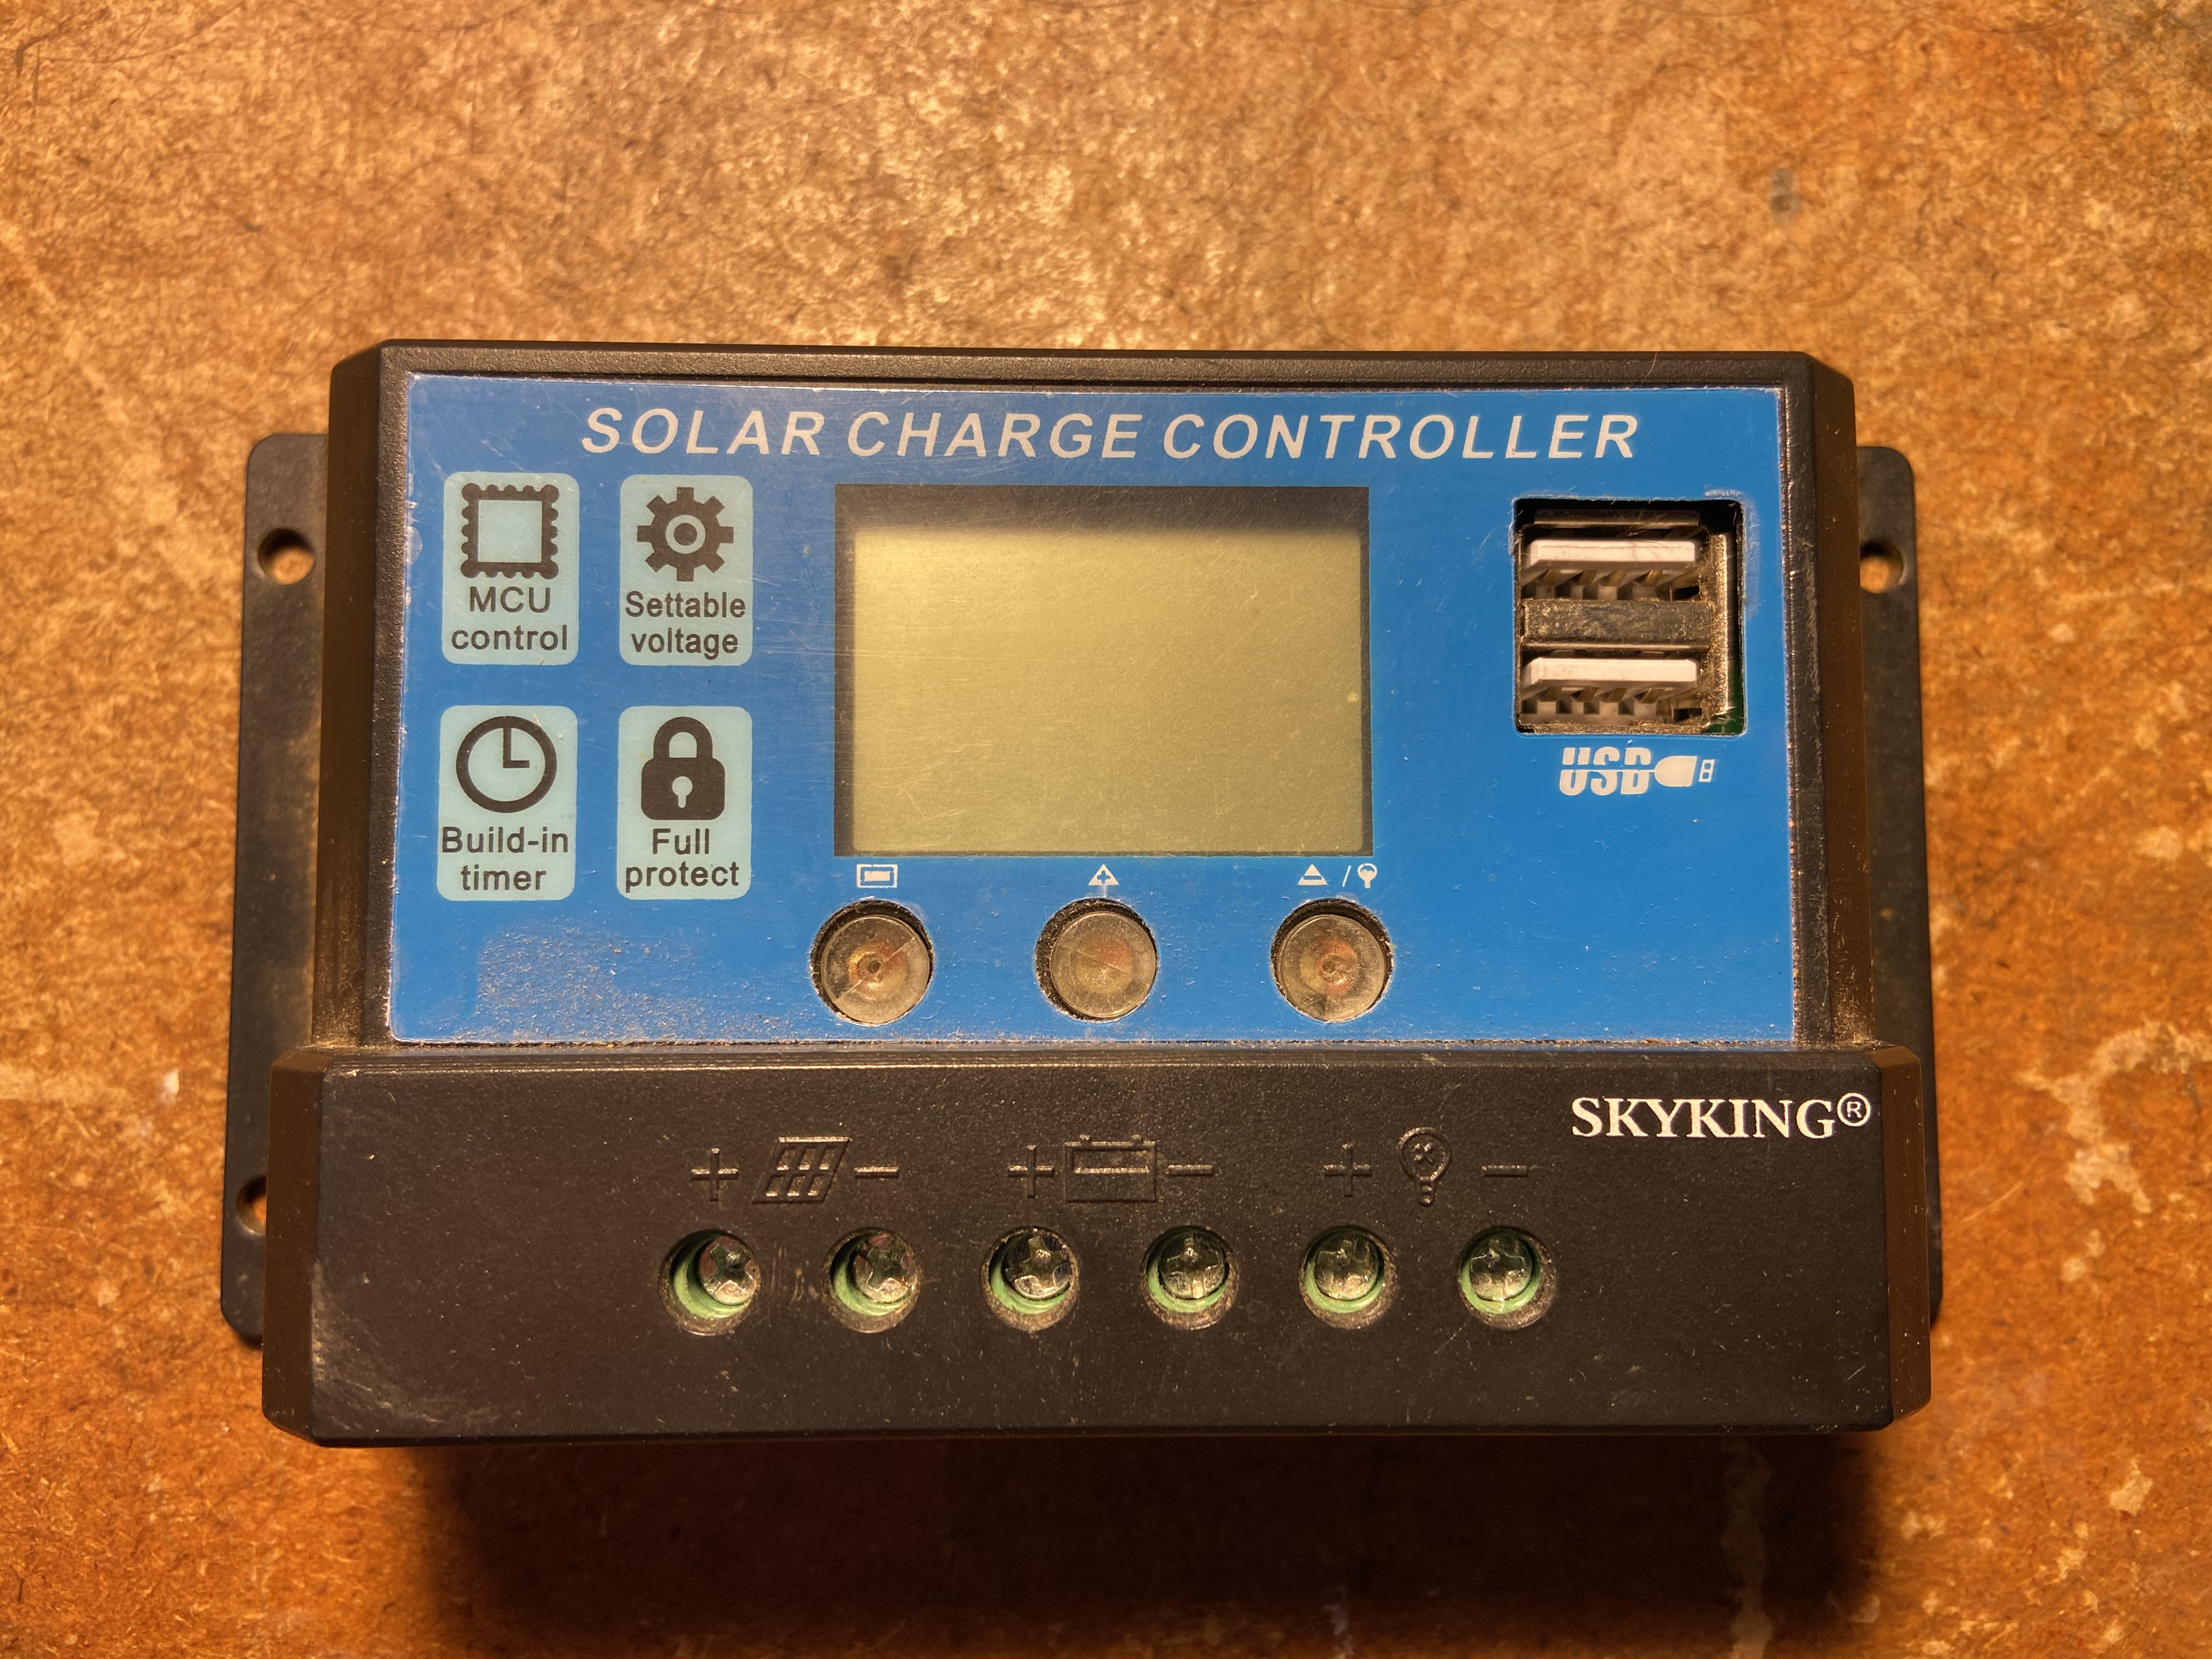 SOLAR CHARGE CONTROLLER
MCU
control
Settable
voltage
Build-in
timer
Full
protect
USB
SKYKING®
+ −
+ −
+ −